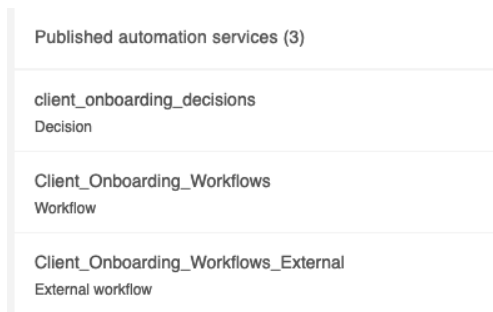 Published automation services (3)
client_onboarding_decisions
Decision
Client_Onboarding_Workflows
Workflow
Client_Onboarding_Workflows_External
External workflow